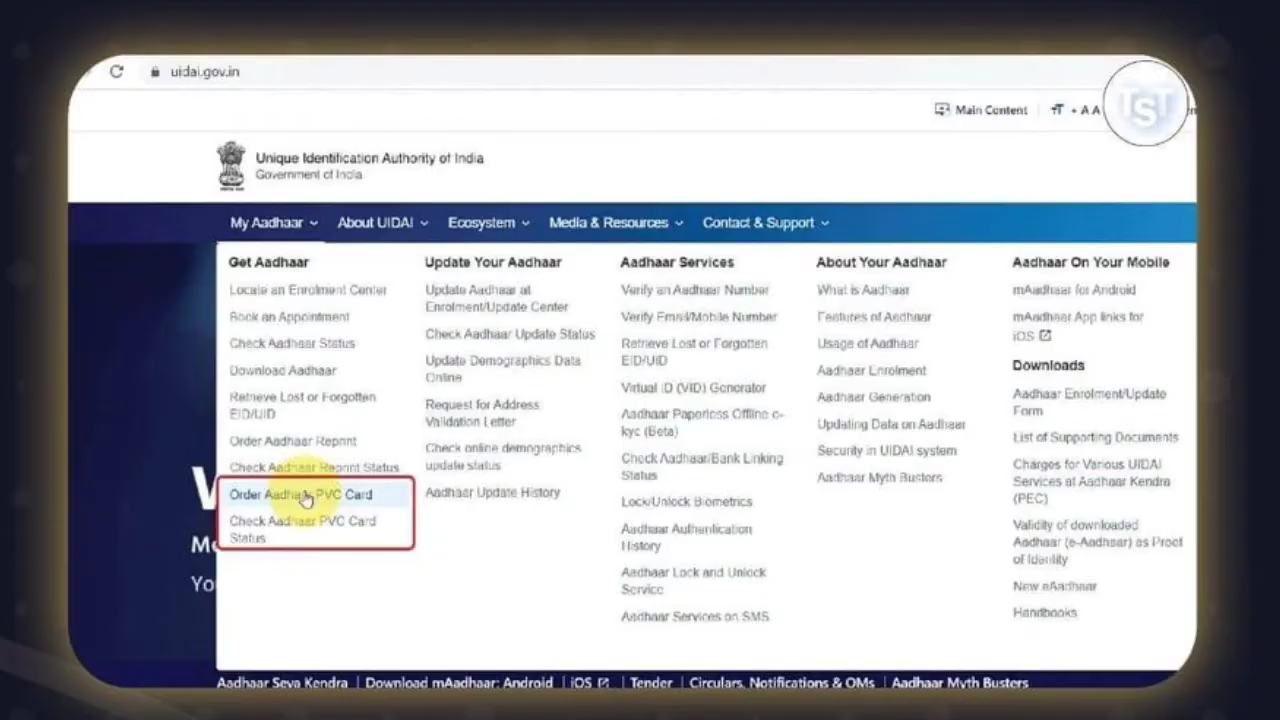 uidai.gov.in
Main Content
+ A A
TST
Unique Identification Authority of India
Government of India
My Aadhaar
About UIDAI
Ecosystem
Media & Resources
Contact & Support
Get Aadhaar
Locate an Enrolment Center
Book an Appointment
Check Aadhaar Status
Download Aadhaar
Retrieve Lost or Forgotten
EID/UID
Order Aadhaar Reprint
Check Aadhaar Reprint Status
Order Aadhaar PVC Card
Check Aadhaar PVC Card
Status
Update Your Aadhaar
Update Aadhaar at
Enrolment/Update Center
Check Aadhaar Update Status
Update Demographics Data
Online
Request for Address
Validation Letter
Check online demographics
update status
Aadhaar Update History
Aadhaar Services
Verify an Aadhaar Number
Verify Email/Mobile Number
Retrieve Lost or Forgotten
EID/UID
Virtual ID (VID) Generator
Aadhaar Paperless Offline e-
kyc (Beta)
Check Aadhaar/Bank Linking
Status
Lock/Unlock Biometrics
Aadhaar Authentication
History
Aadhaar Lock and Unlock
Service
Aadhaar Services on SMS
About Your Aadhaar
What is Aadhaar
Features of Aadhaar
Usage of Aadhaar
Aadhaar Enrolment
Aadhaar Generation
Updating Data on Aadhaar
Security in UIDAI system
Aadhaar Myth Busters
Aadhaar On Your Mobile
mAadhaar for Android
mAadhaar App links for
iOS
Downloads
Aadhaar Enrolment/Update
Form
List of Supporting Documents
Charges for Various UIDAI
Services at Aadhaar Kendra
(PEC)
Validity of downloaded
Aadhaar (e-Aadhaar) as Proof
of Identity
New eAadhaar
Handbooks
Aadhaar Seva Kendra | Download mAadhaar: Android | iOS | Tender | Circulars, Notifications & OMs | Aadhaar Myth Busters